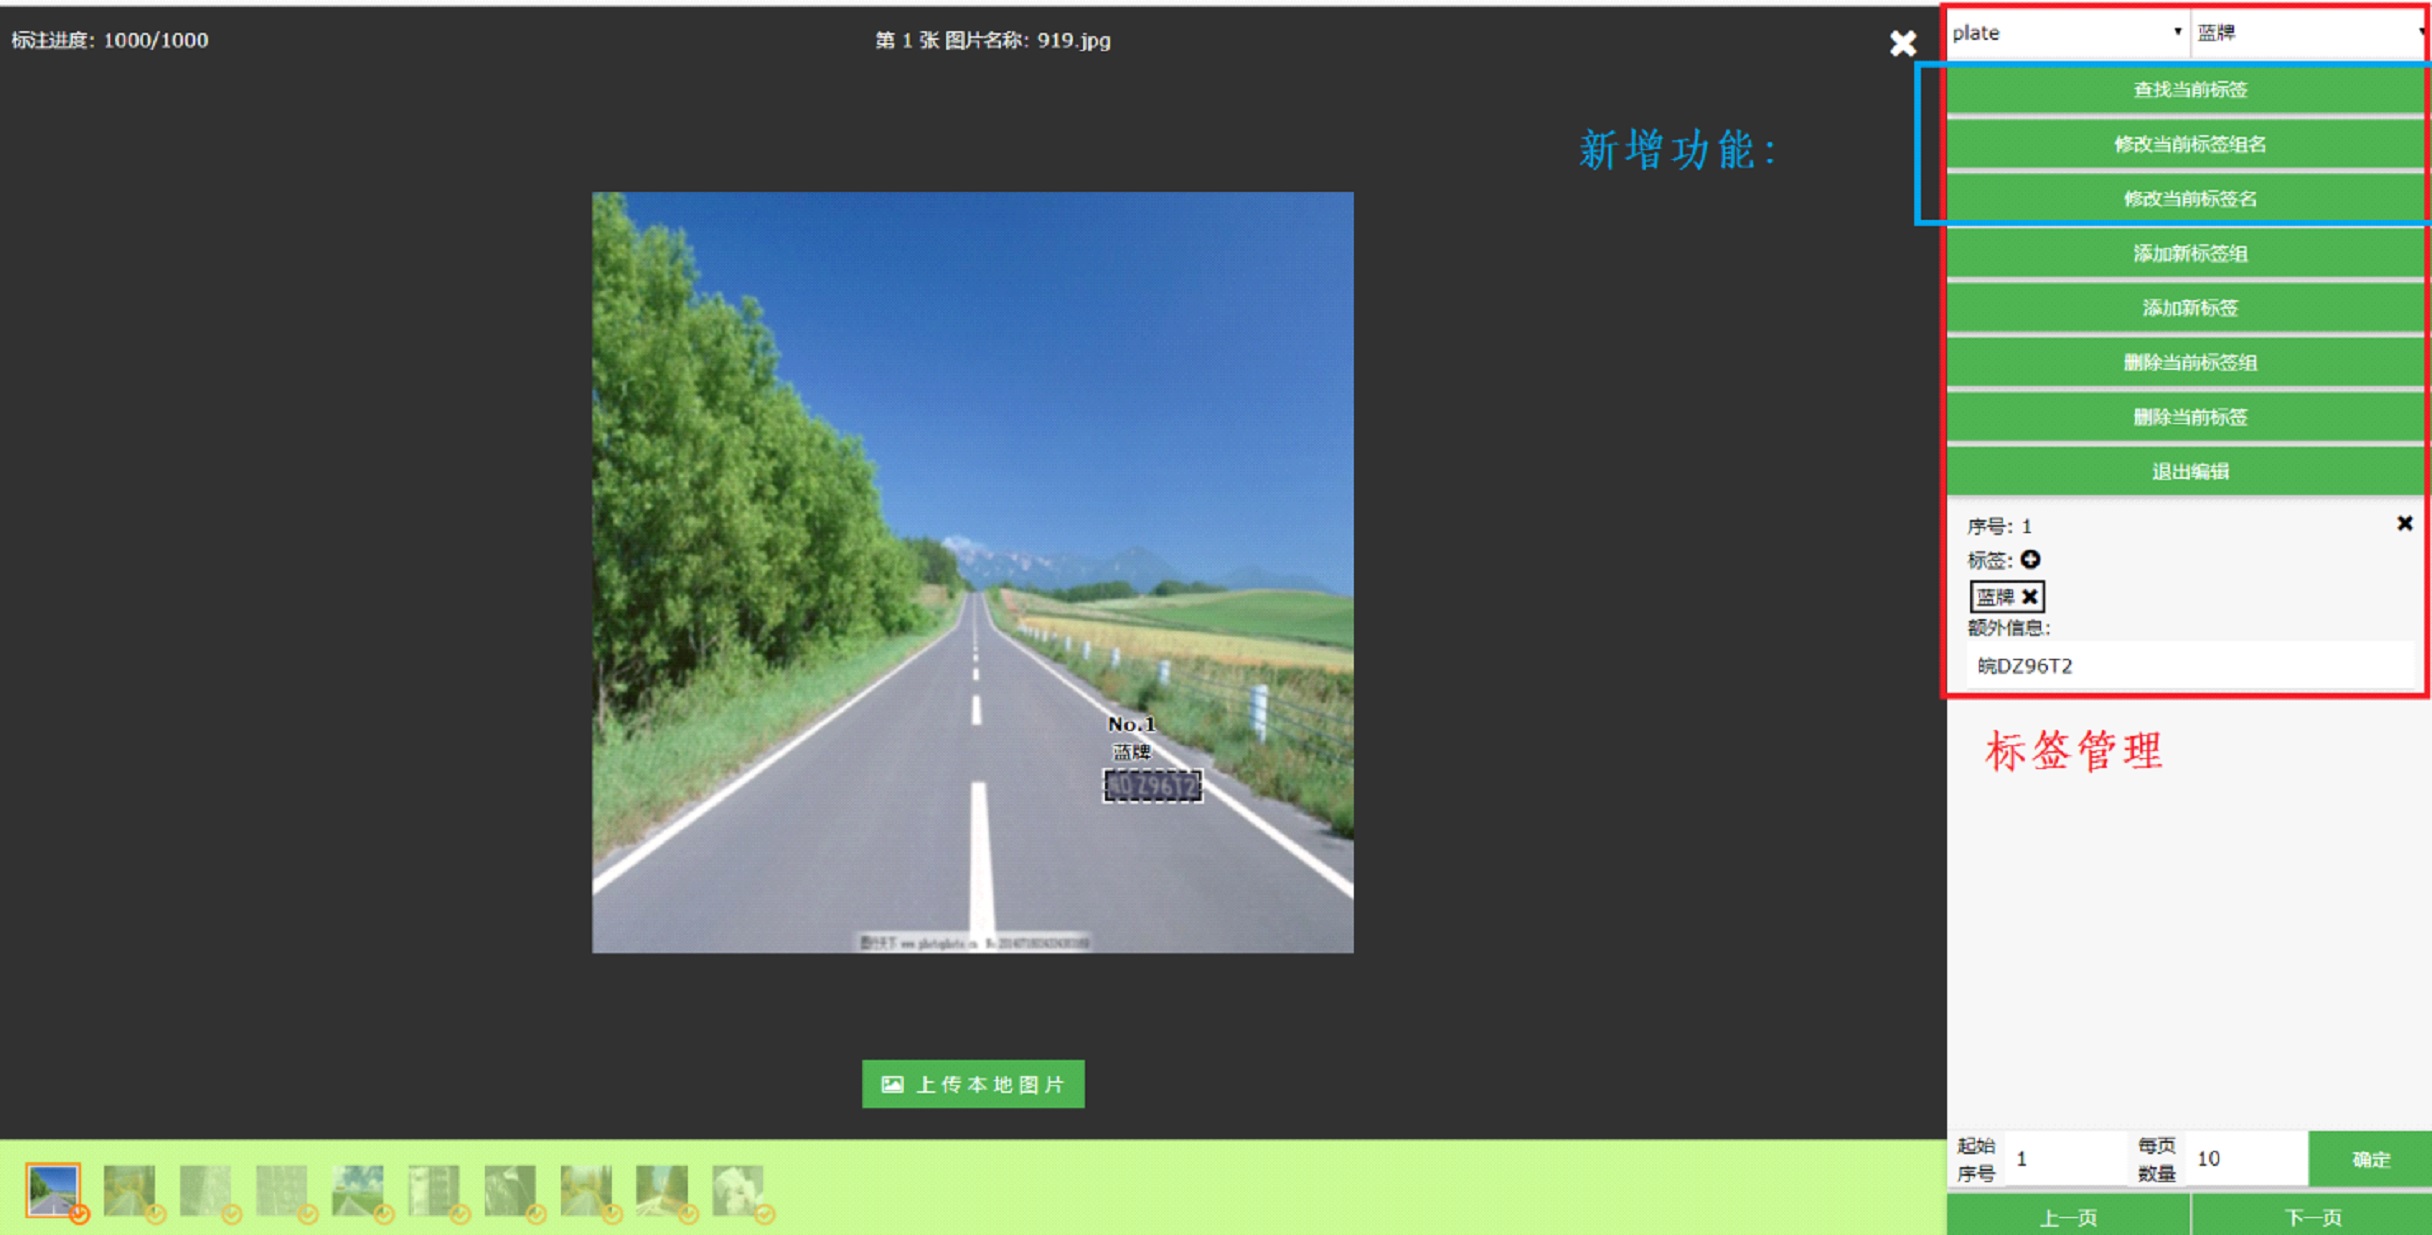 标注进度: 1000/1000
第 1 张 图片名称: 919.jpg
plate
蓝牌
查找当前标签
修改当前标签组名
修改当前标签名
新增功能:
添加新标签组
添加新标签
删除当前标签组
删除当前标签
退出编辑
序号: 1
标签:
蓝牌
额外信息:
皖DZ96T2
标签管理
No.1
蓝牌
DZ96T2
上传本地图片
起始序号
1
每页数量
10
确定
上一页
下一页